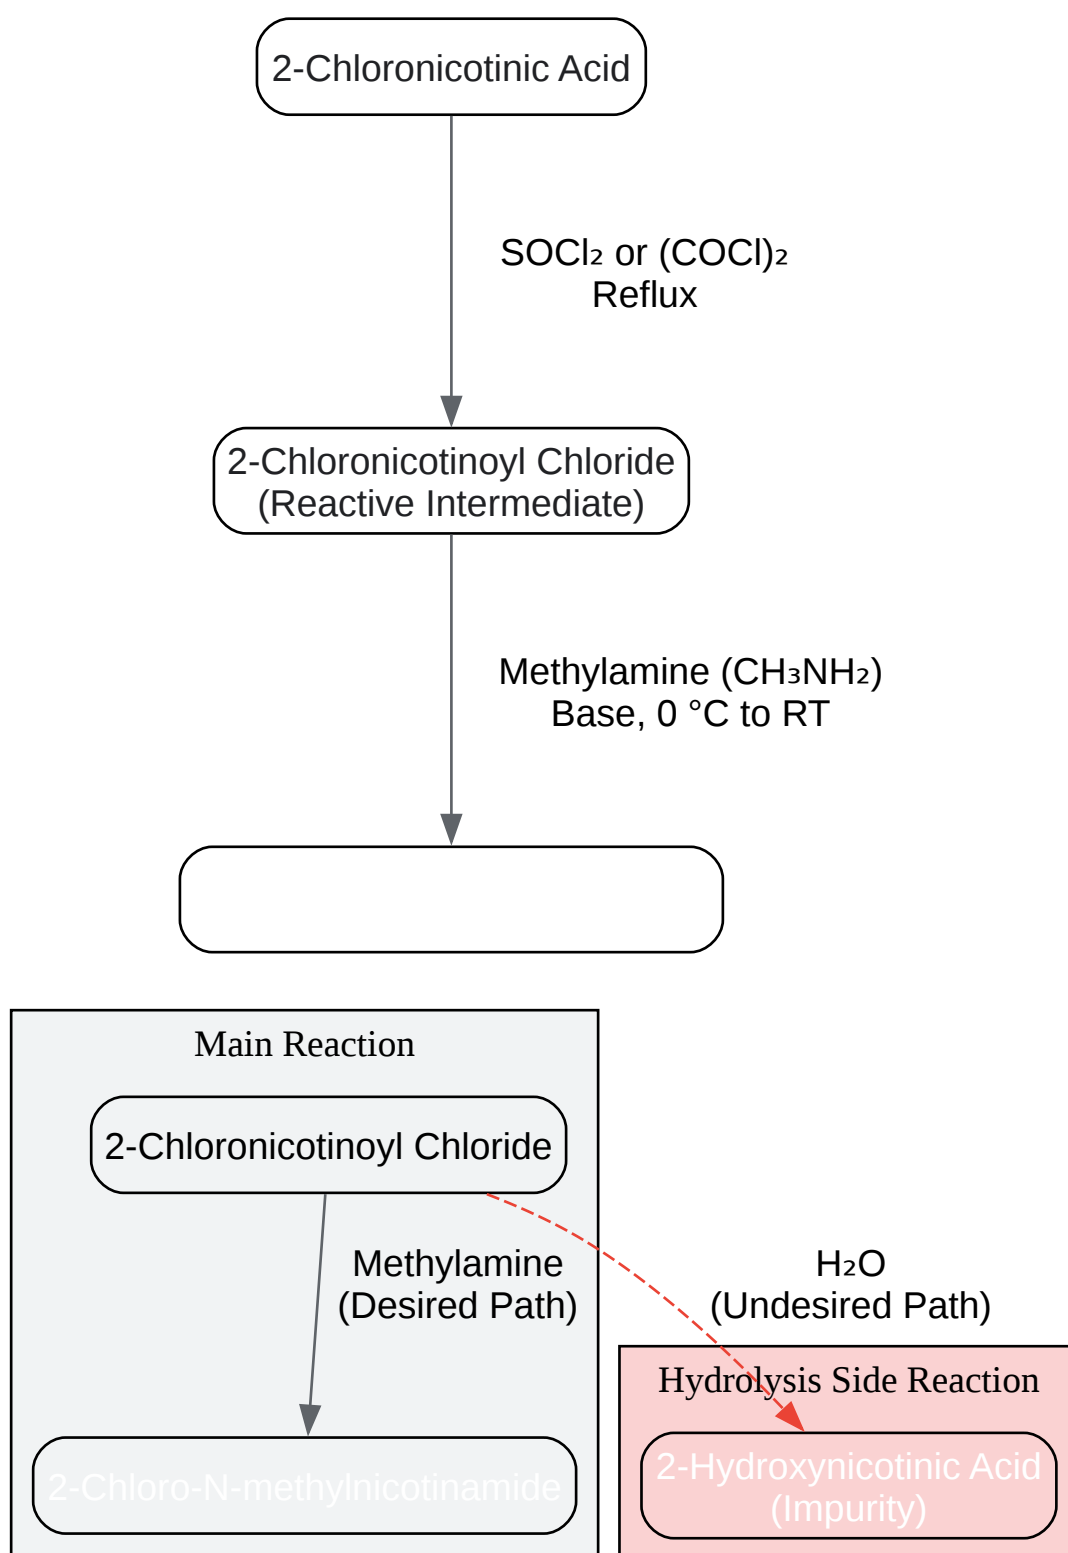 2-Chloronicotinic Acid
SOCl₂ or (COCl)₂
Reflux
2-Chloronicotinoyl Chloride
(Reactive Intermediate)
Methylamine (CH₃NH₂)
Base, 0 °C to RT
Main Reaction
2-Chloronicotinoyl Chloride
Methylamine
(Desired Path)
H₂O
(Undesired Path)
Hydrolysis Side Reaction
2-Chloro-N-methylnicotinamide
2-Hydroxynicotinic Acid
(Impurity)